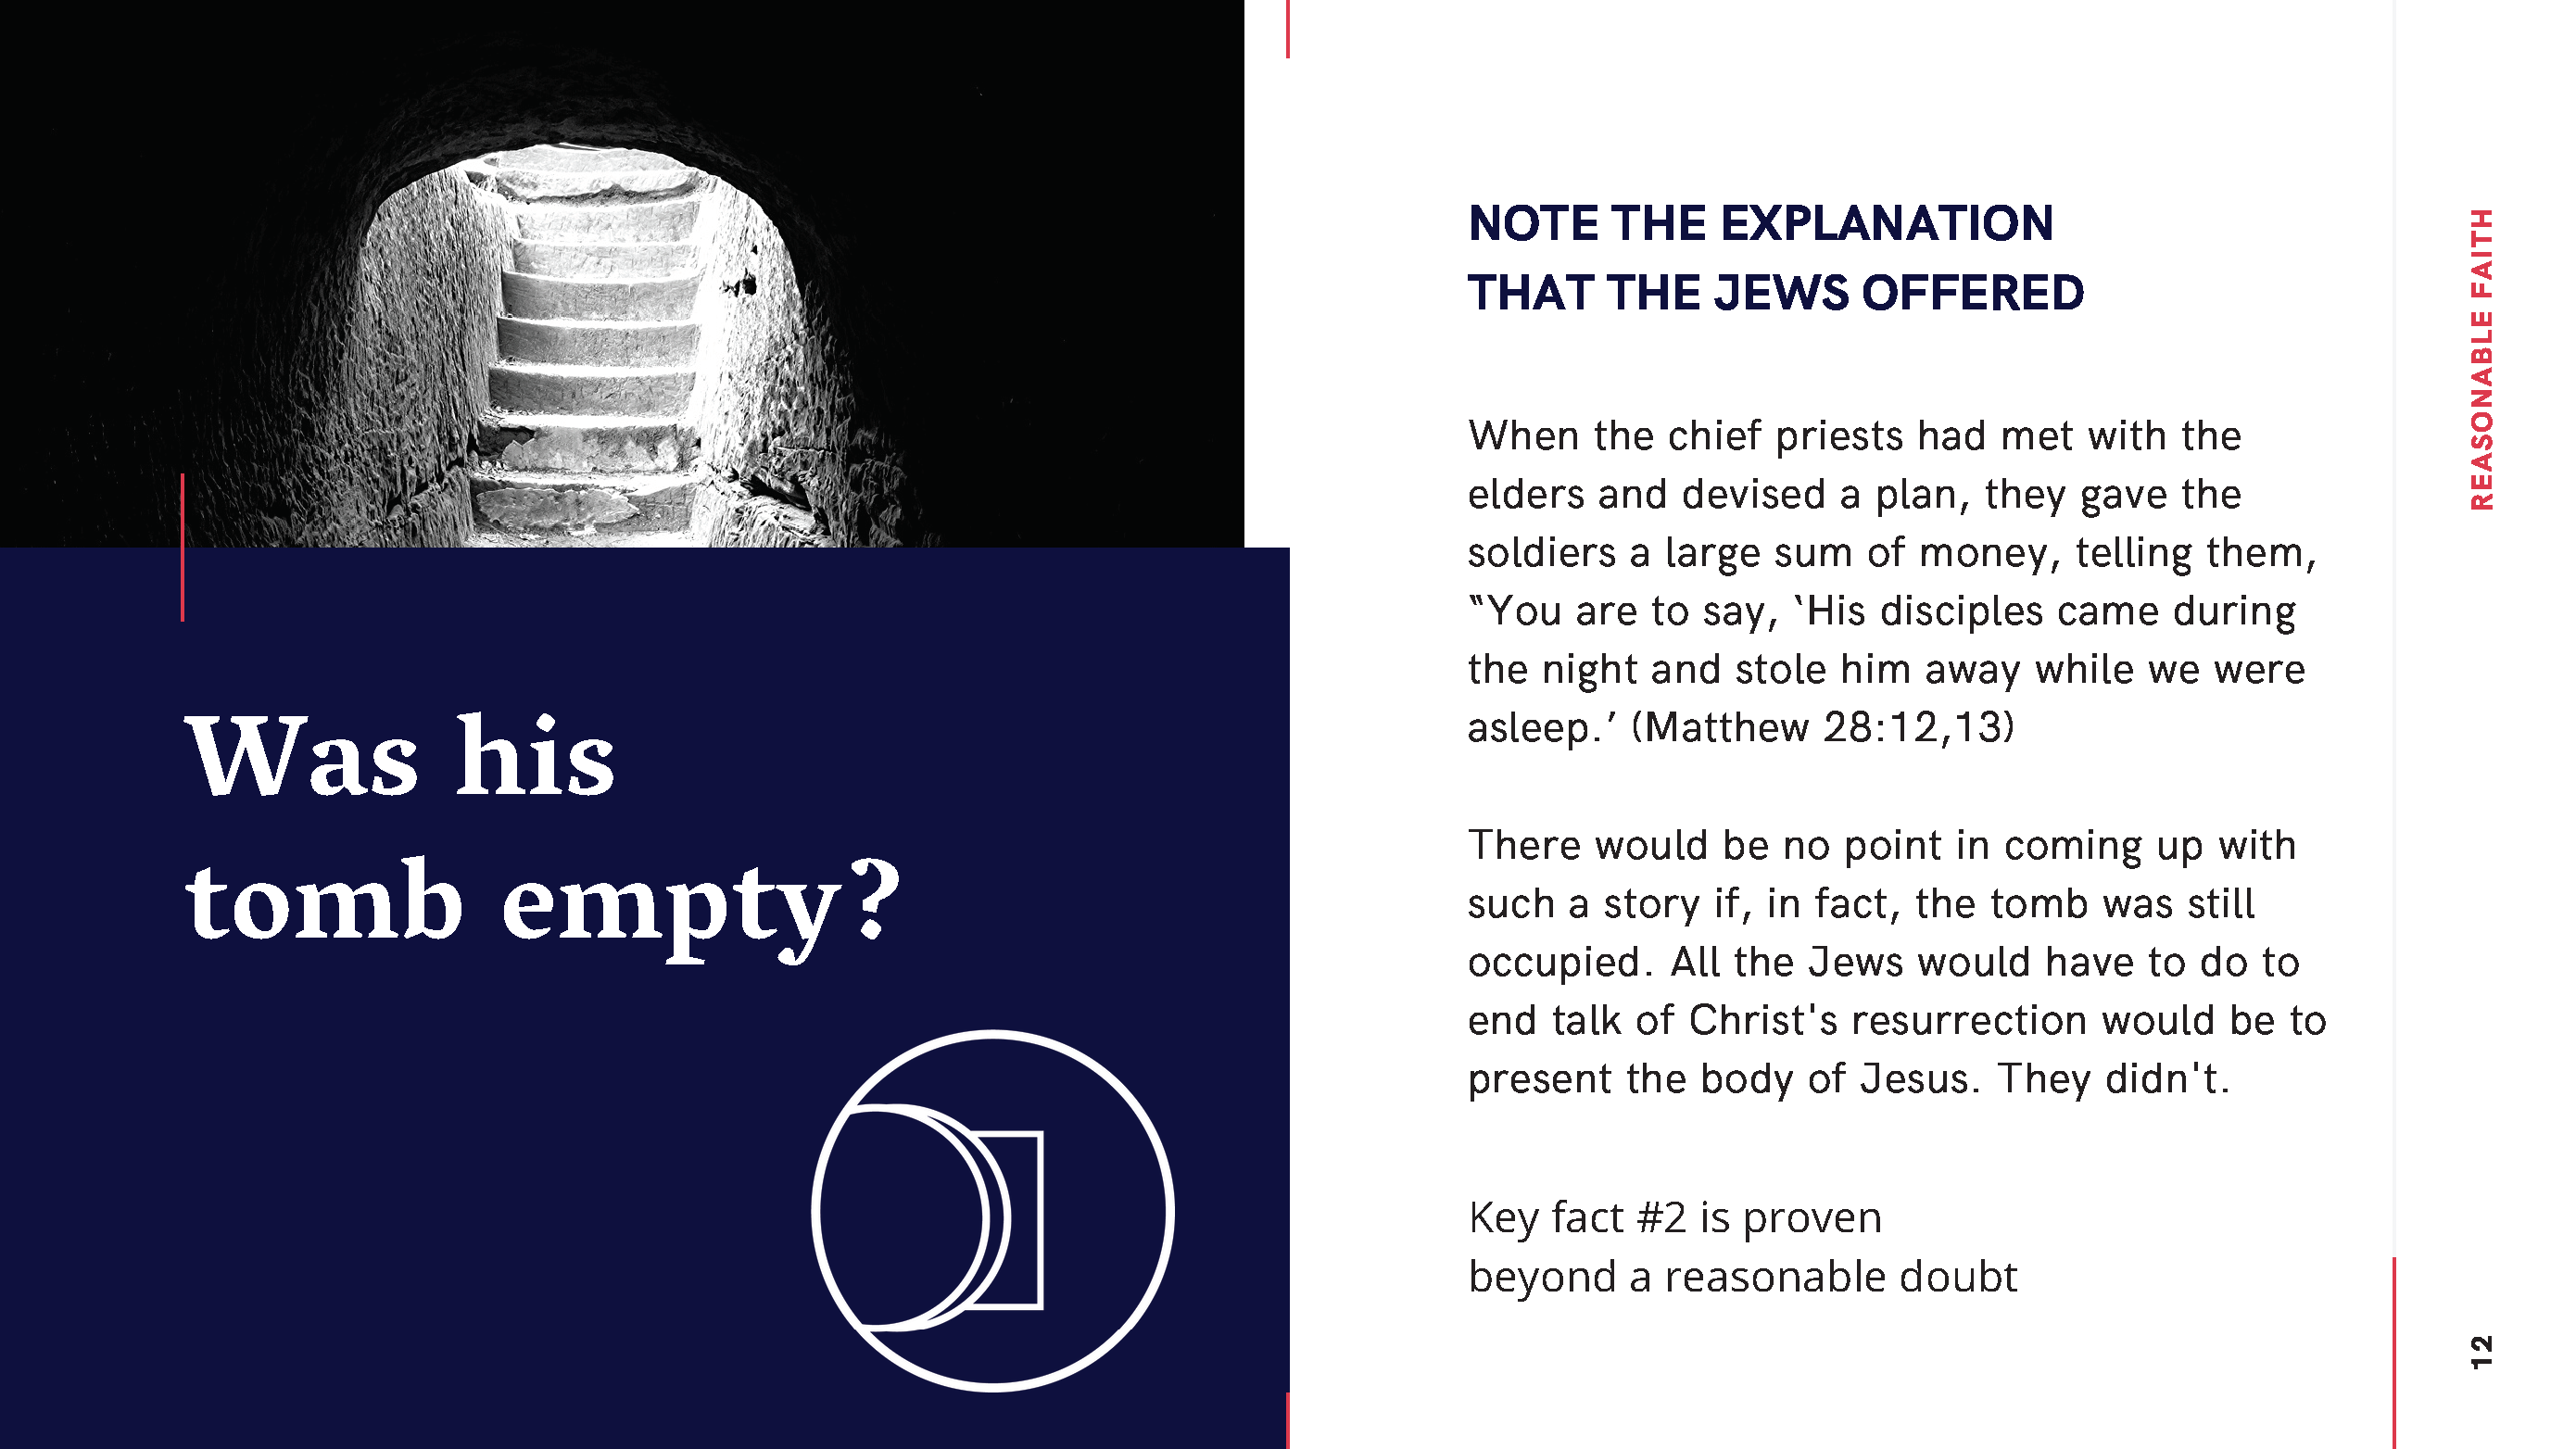 Was his
tomb empty?
NOTE THE EXPLANATION
THAT THE JEWS OFFERED
When the chief priests had met with the
elders and devised a plan, they gave the
soldiers a large sum of money, telling them,
“You are to say, ‘His disciples came during
the night and stole him away while we were
asleep.’ (Matthew 28:12,13)
There would be no point in coming up with
such a story if, in fact, the tomb was still
occupied. All the Jews would have to do to
end talk of Christ's resurrection would be to
present the body of Jesus. They didn't.
Key fact #2 is proven
beyond a reasonable doubt
REASONABLE FAITH
12